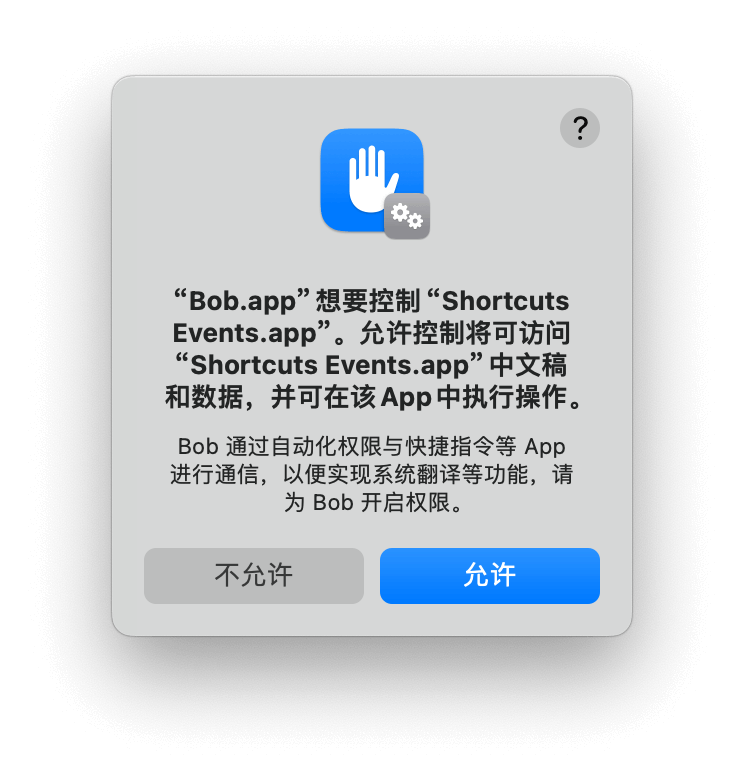 ?
“Bob.app”想要控制“Shortcuts
Events.app”。允许控制将可访问
“Shortcuts Events.app”中文稿
和数据，并可在该App中执行操作。
Bob 通过自动化权限与快捷指令等 App
进行通信，以便实现系统翻译等功能，请
为 Bob 开启权限。
不允许
允许